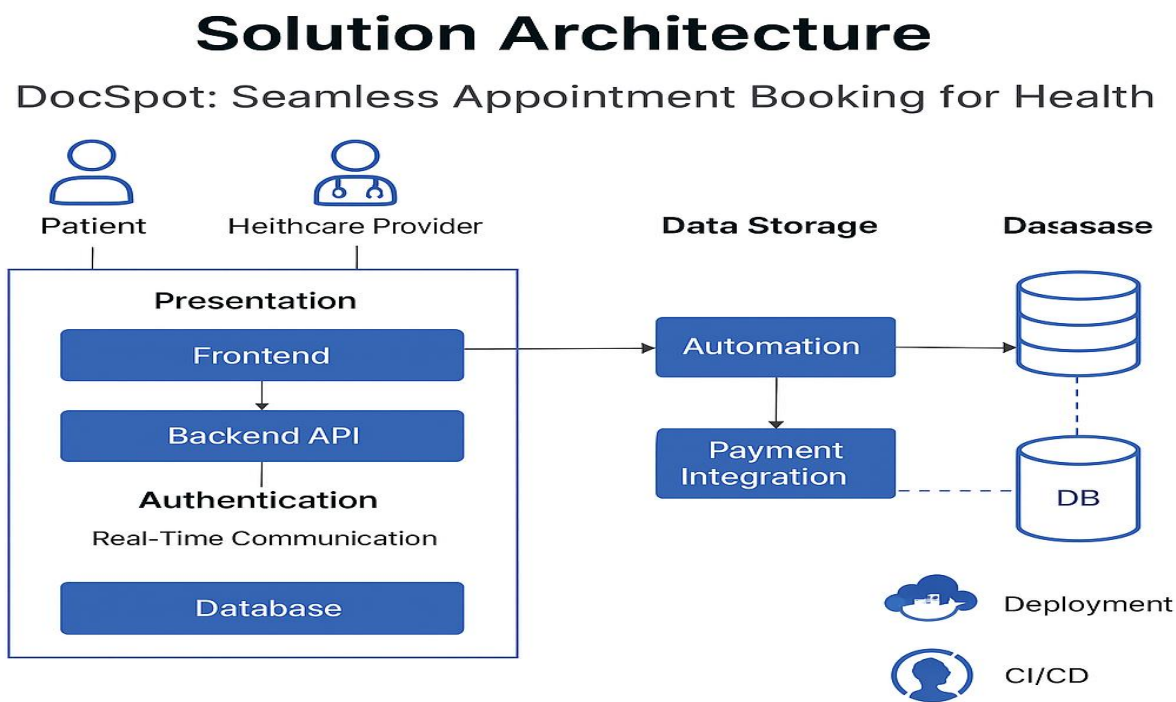 Solution Architecture
DocSpot: Seamless Appointment Booking for Health
Patient
Heithcare Provider
Data Storage
Dasasase
Presentation
Frontend
Backend API
Authentication
Real-Time Communication
Database
Automation
Payment
Integration
DB
Deployment
CI/CD